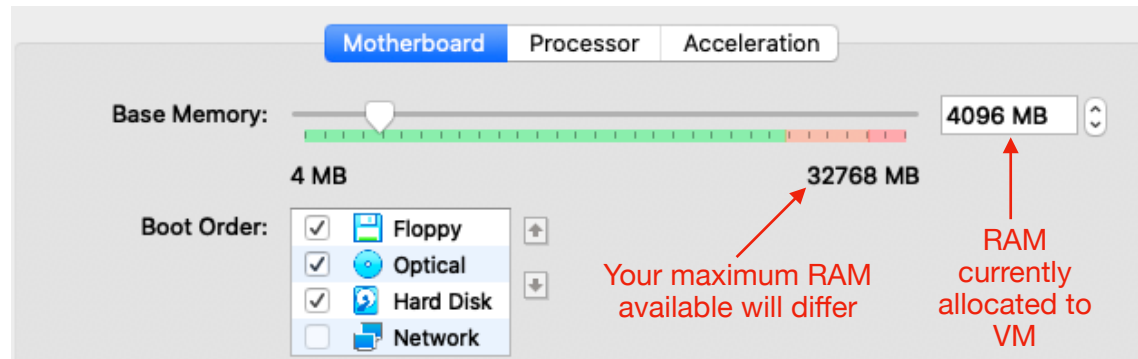 Motherboard Processor Acceleration
Base Memory: 4096 MB
4 MB 32768 MB
Boot Order: Floppy
Optical
Hard Disk
Network
Your maximum RAM
available will differ
RAM
currently
allocated to
VM